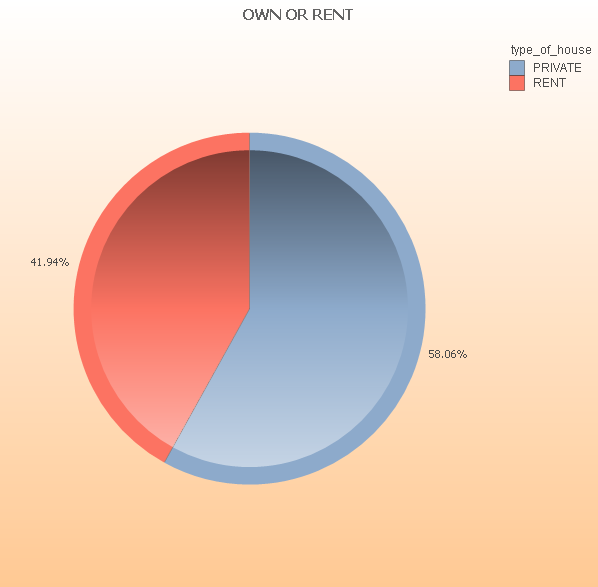 OWN OR RENT
type_of_house
PRIVATE
RENT
41.94%
58.06%